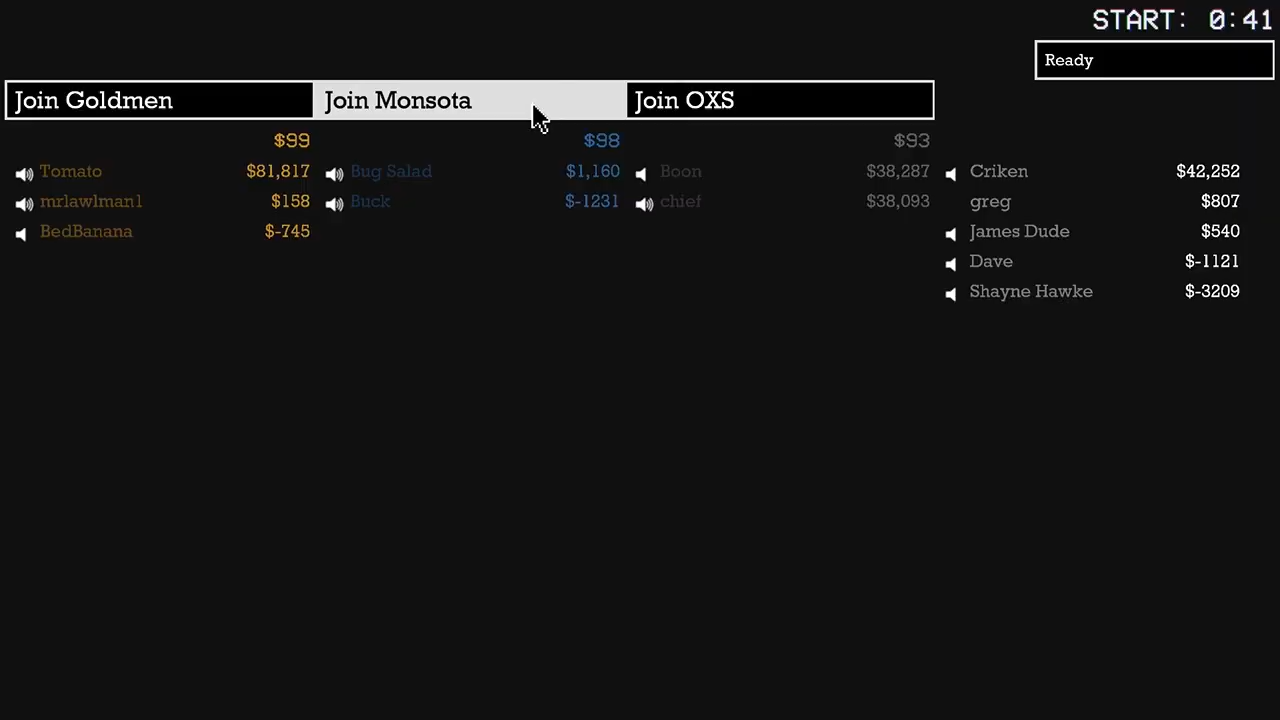 START: 0:41
Ready
Join Goldmen Join Monsota Join OXS
$99 $98 $93
Tomato $81,817 Bug Salad $1,160 Boon $38,287 Criken $42,252
mrlawlman1 $158 Buck $-1231 chief $38,093 greg $807
BedBanana $-745 James Dude $540
Dave $-1121
Shayne Hawke $-3209